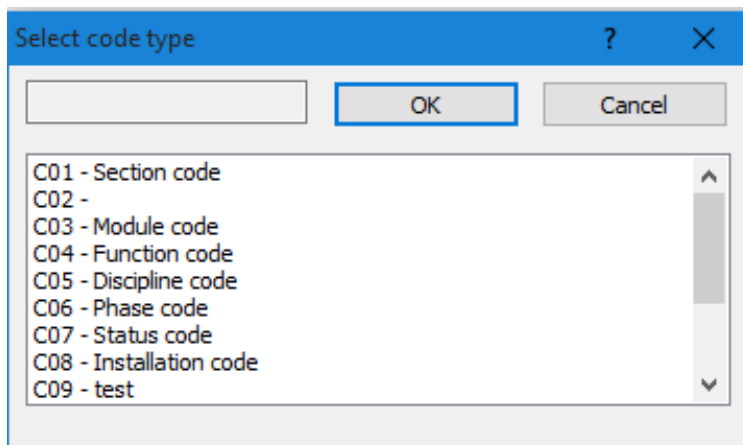 Select code type
?
OK
Cancel
C01 - Section code
C02 -
C03 - Module code
C04 - Function code
C05 - Discipline code
C06 - Phase code
C07 - Status code
C08 - Installation code
C09 - test